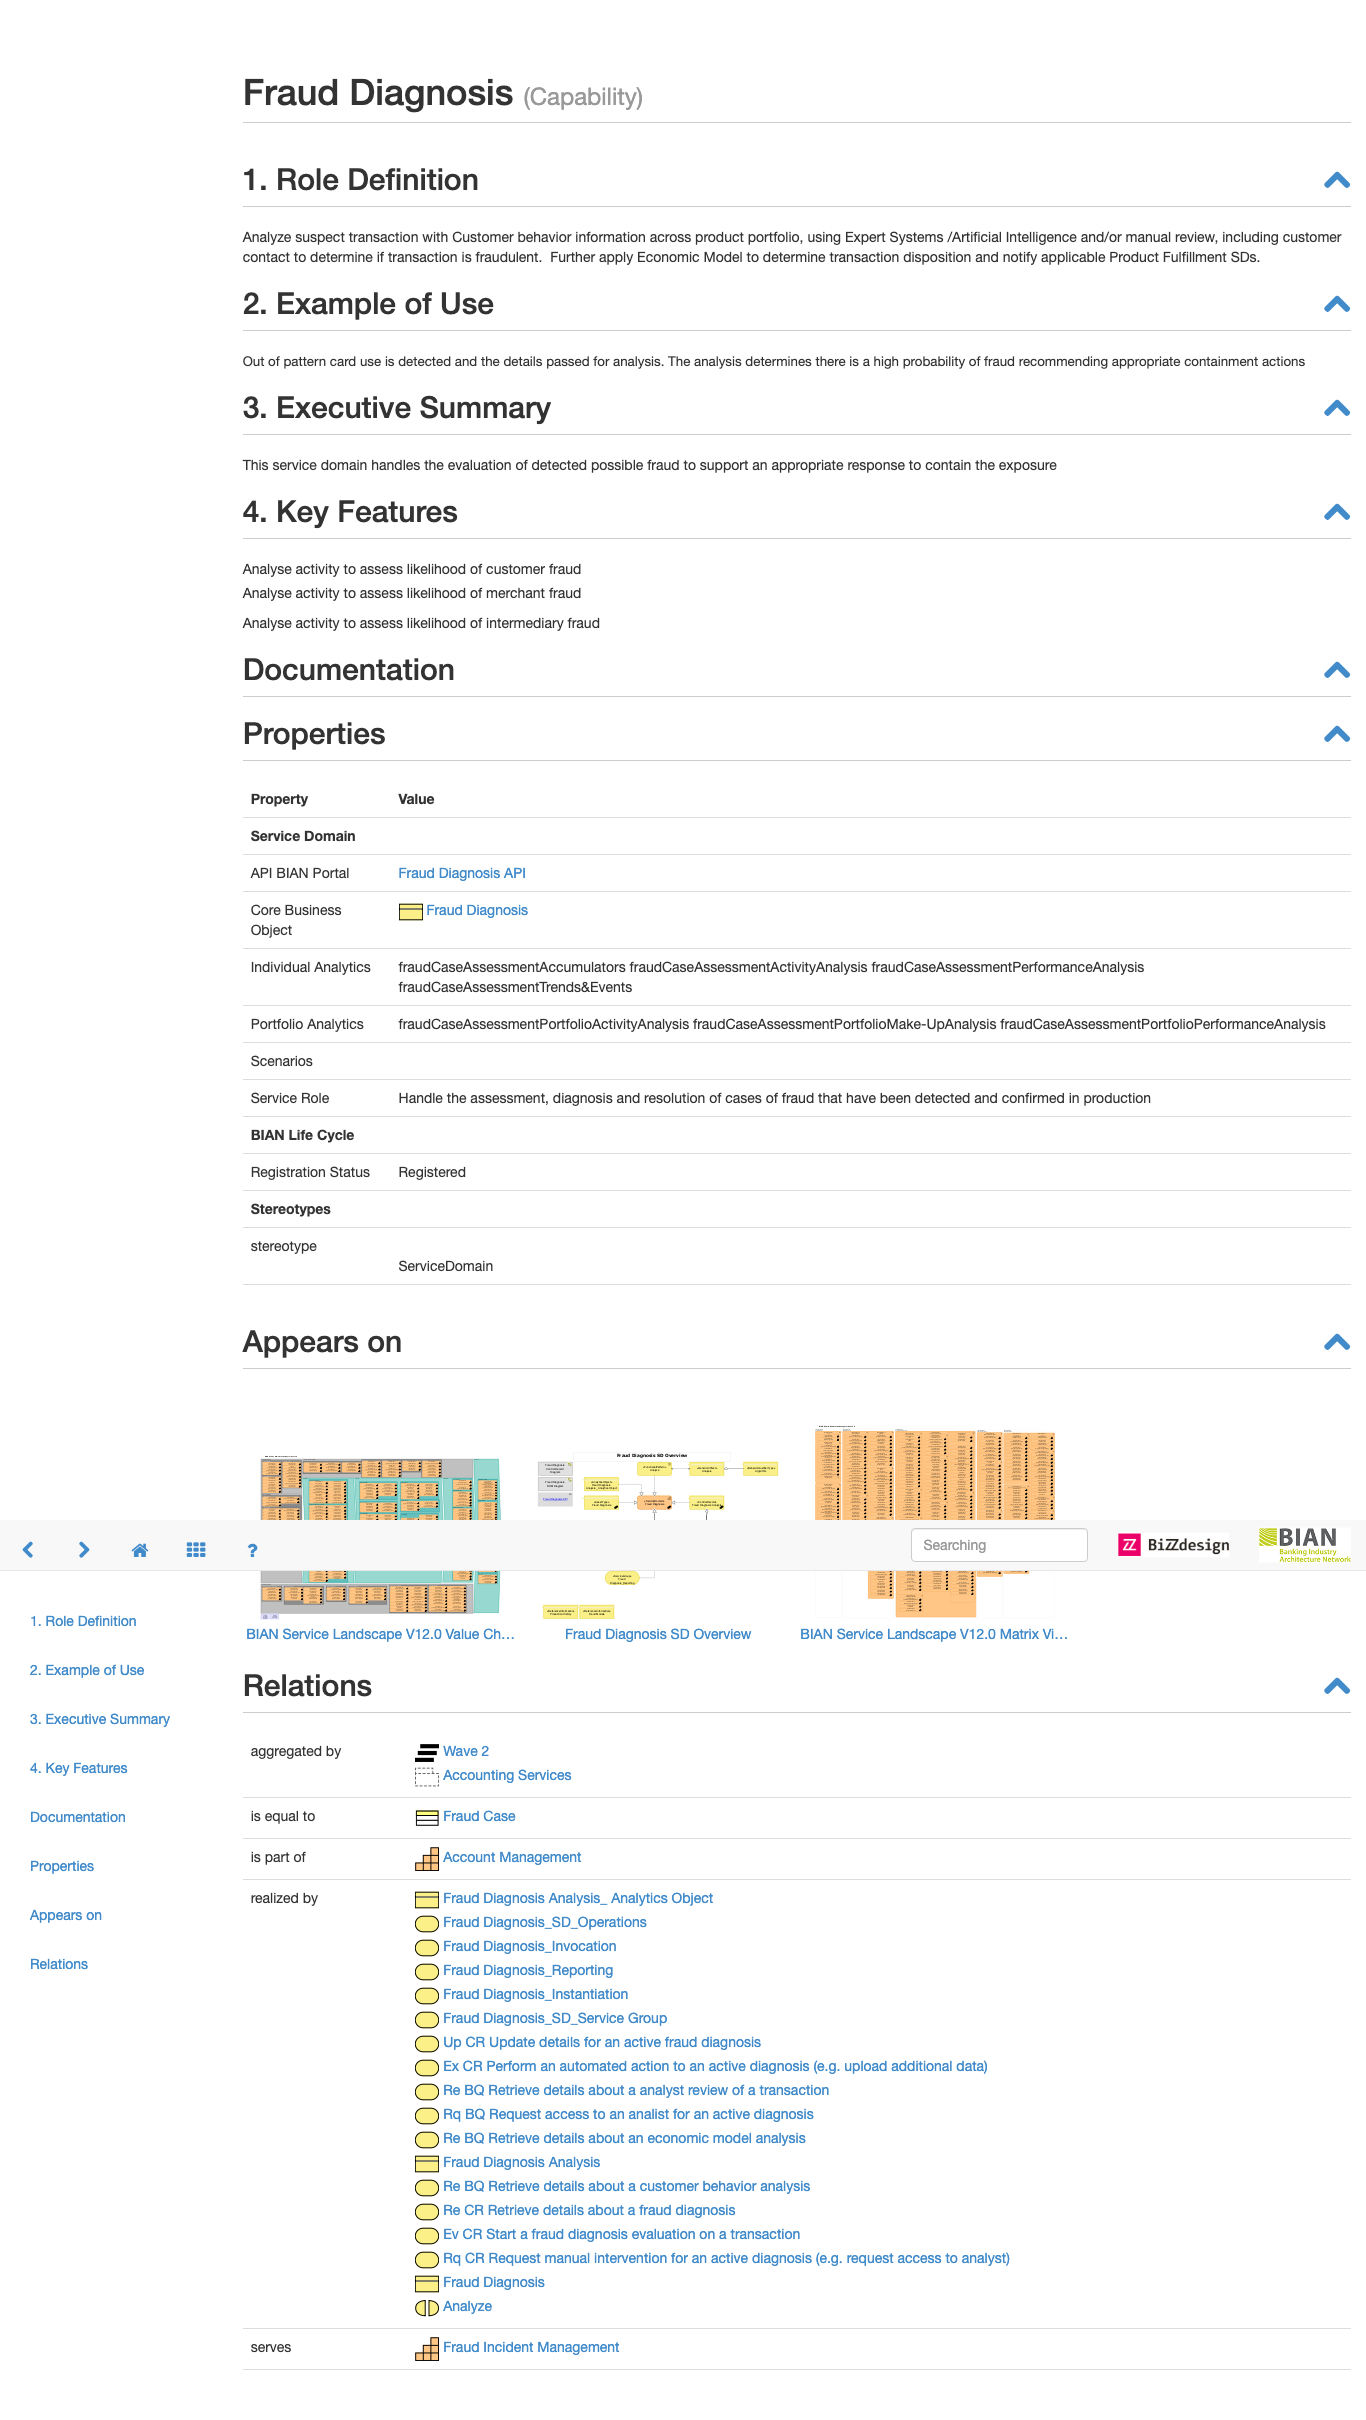 Fraud Diagnosis (Capability)
1. Role Definition
Analyze suspect transaction with Customer behavior information across product portfolio, using Expert Systems /Artificial Intelligence and/or manual review, including customer
contact to determine if transaction is fraudulent.  Further apply Economic Model to determine transaction disposition and notify applicable Product Fulfillment SDs.
2. Example of Use
Out of pattern card use is detected and the details passed for analysis. The analysis determines there is a high probability of fraud recommending appropriate containment actions
3. Executive Summary
This service domain handles the evaluation of detected possible fraud to support an appropriate response to contain the exposure
4. Key Features
Analyse activity to assess likelihood of customer fraud
Analyse activity to assess likelihood of merchant fraud
Analyse activity to assess likelihood of intermediary fraud
Documentation
Properties
Property Value
Service Domain
API BIAN Portal Fraud Diagnosis API
Core Business Fraud Diagnosis
Object
Individual Analytics fraudCaseAssessmentAccumulators fraudCaseAssessmentActivityAnalysis fraudCaseAssessmentPerformanceAnalysis
fraudCaseAssessmentTrends&Events
Portfolio Analytics fraudCaseAssessmentPortfolioActivityAnalysis fraudCaseAssessmentPortfolioMake-UpAnalysis fraudCaseAssessmentPortfolioPerformanceAnalysis
Scenarios
Service Role Handle the assessment, diagnosis and resolution of cases of fraud that have been detected and confirmed in production
BIAN Life Cycle
Registration Status Registered
Stereotypes
stereotype
ServiceDomain
Appears on
Fraud Diagnosis SD Overview
? Searching BiZZdesign BIAN
Banking Industry
Architecture Network
BIAN Service Landscape V12.0 Value Ch… Fraud Diagnosis SD Overview BIAN Service Landscape V12.0 Matrix Vi…
1. Role Definition
2. Example of Use
3. Executive Summary
4. Key Features
Documentation
Properties
Appears on
Relations
Relations
aggregated by Wave 2
Accounting Services
is equal to Fraud Case
is part of Account Management
realized by Fraud Diagnosis Analysis_ Analytics Object
Fraud Diagnosis_SD_Operations
Fraud Diagnosis_Invocation
Fraud Diagnosis_Reporting
Fraud Diagnosis_Instantiation
Fraud Diagnosis_SD_Service Group
Up CR Update details for an active fraud diagnosis
Ex CR Perform an automated action to an active diagnosis (e.g. upload additional data)
Re BQ Retrieve details about a analyst review of a transaction
Rq BQ Request access to an analist for an active diagnosis
Re BQ Retrieve details about an economic model analysis
Fraud Diagnosis Analysis
Re BQ Retrieve details about a customer behavior analysis
Re CR Retrieve details about a fraud diagnosis
Ev CR Start a fraud diagnosis evaluation on a transaction
Rq CR Request manual intervention for an active diagnosis (e.g. request access to analyst)
Fraud Diagnosis
Analyze
serves Fraud Incident Management